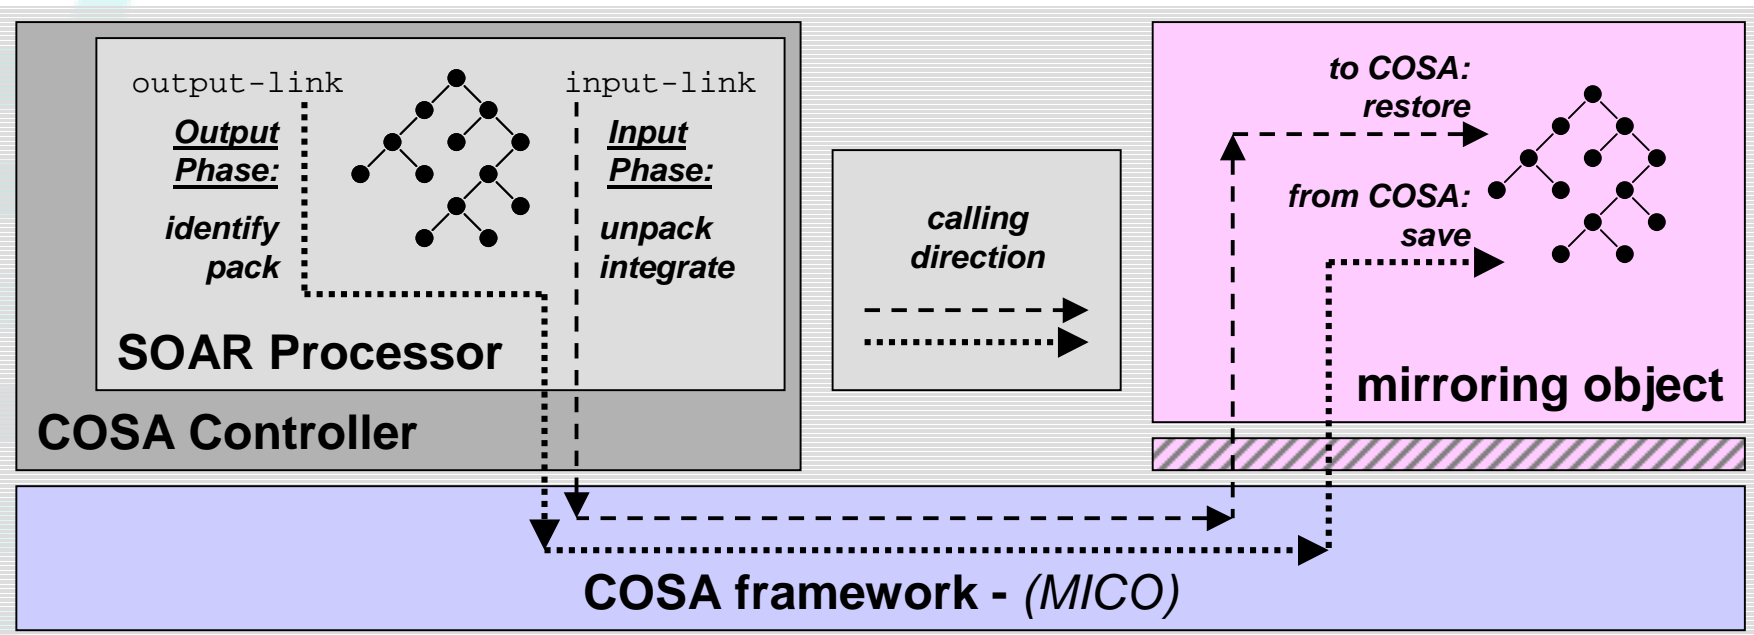 output-link
Output
Phase:
identify
pack
input-link
Input
Phase:
unpack
integrate
SOAR Processor
COSA Controller
calling
direction
to COSA:
restore
from COSA:
save
mirroring object
COSA framework - (MICO)